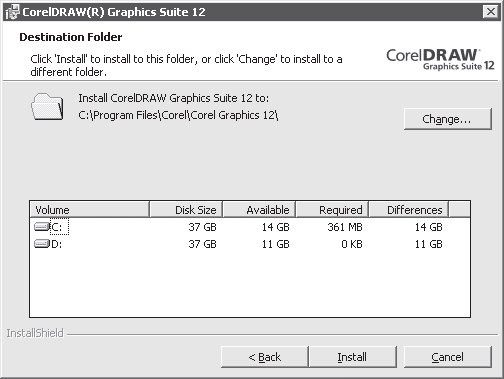 CorelDRAW(R) Graphics Suite 12
Destination Folder
Click 'Install' to install to this folder, or click 'Change' to install to a
different folder.
CorelDRAW
Graphics Suite 12
Install CorelDRAW Graphics Suite 12 to:
C:\Program Files\Corel\Corel Graphics 12\
Change...
Volume Disk Size Available Required Differences
C: 37 GB 14 GB 361 MB 14 GB
D: 37 GB 11 GB 0 KB 11 GB
InstallShield
< Back Install Cancel